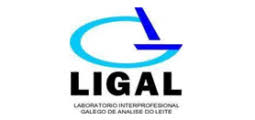 LIGAL
LABORATORIO INTERPROFESIONAL
GALEGO DE ANALISE DO LEITE